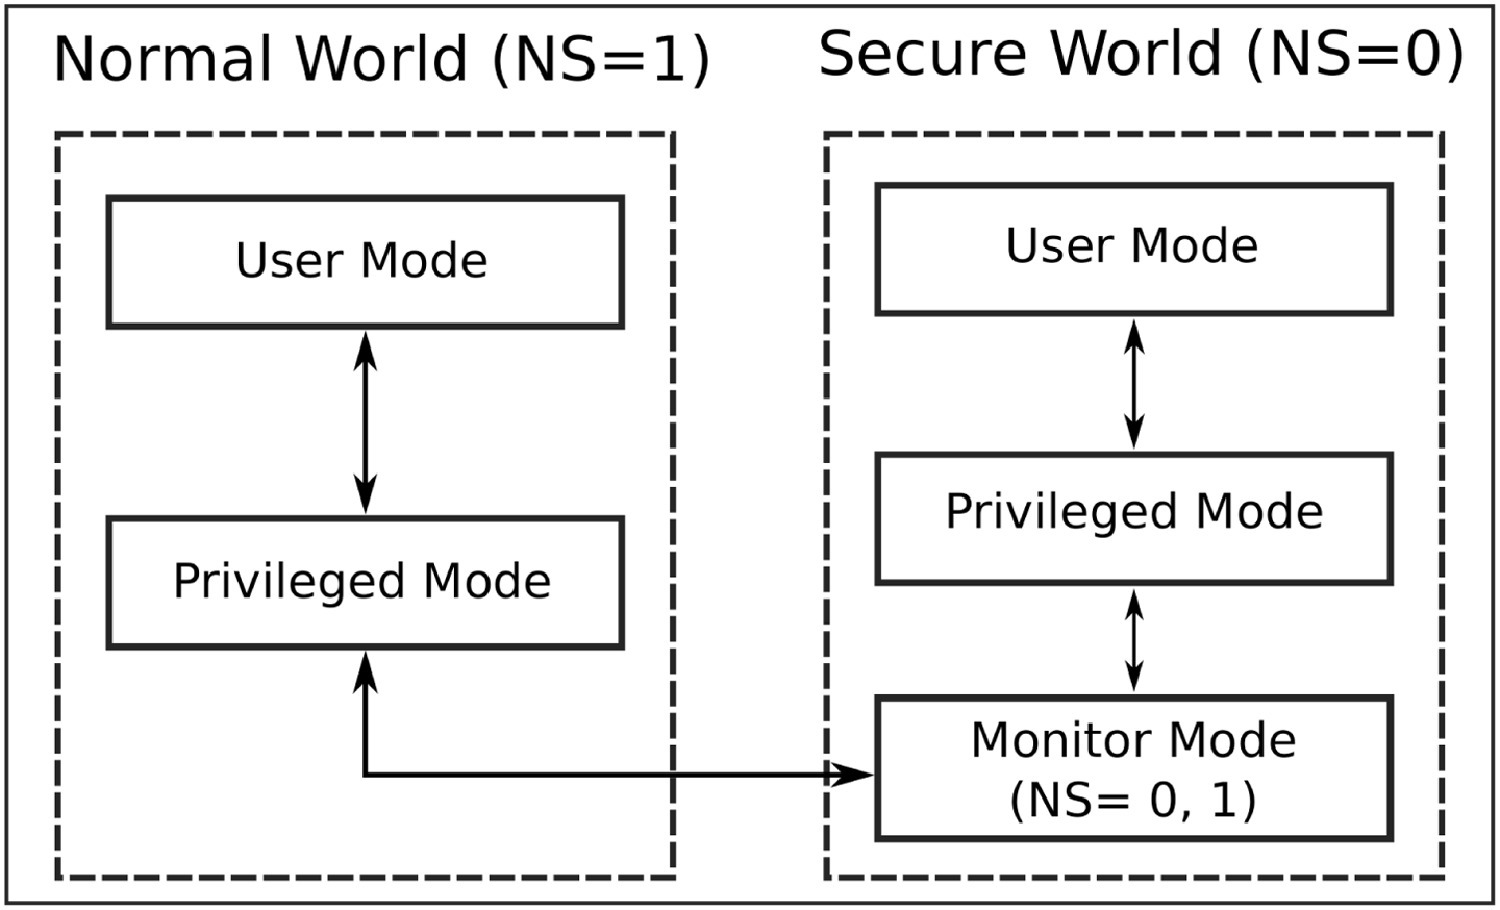 Normal World (NS=1)
User Mode
Privileged Mode
Secure World (NS=0)
User Mode
Privileged Mode
Monitor Mode
(NS= 0, 1)